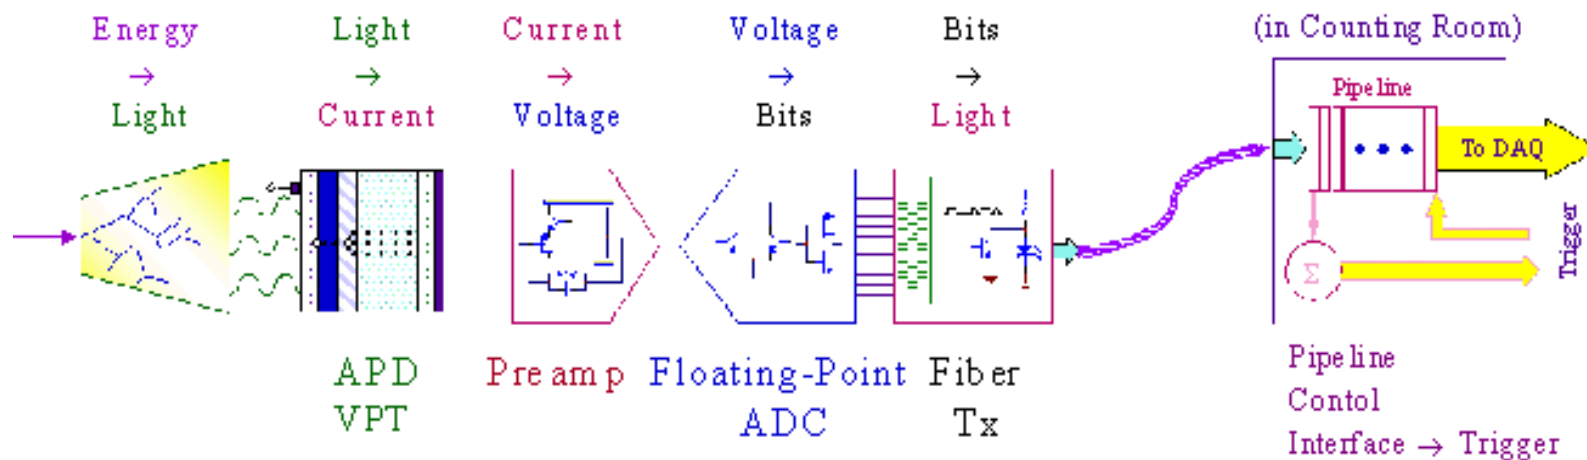 Energy → Light
Light → Current
Current → Voltage
Voltage → Bits
Bits → Light
(in Counting Room)
Pipeline
To DAQ
Trigger
Σ
APD
VPT
Preamp
Floating-Point
ADC
Fiber
Tx
Pipeline
Contol
Interface → Trigger